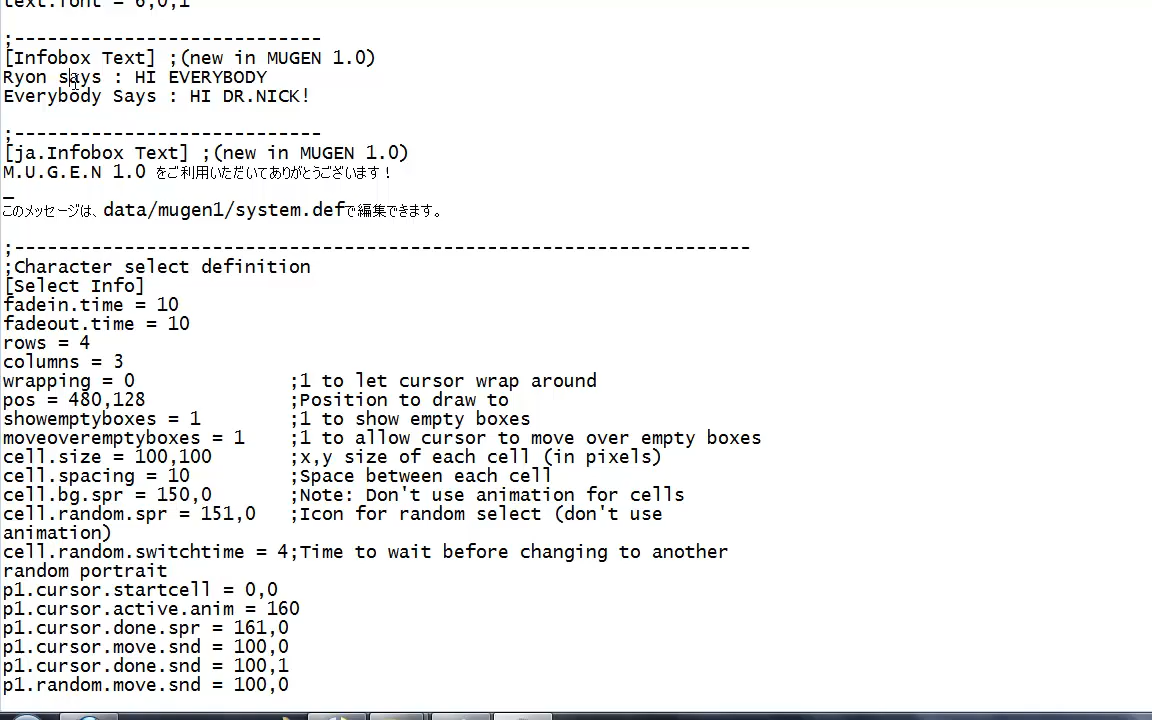 text.font = 6,0,1
;----------------------------
[Infobox Text] ;(new in MUGEN 1.0)
Ryon says : HI EVERYBODY
Everybody Says : HI DR.NICK!
;----------------------------
[ja.Infobox Text] ;(new in MUGEN 1.0)
M.U.G.E.N 1.0 をご利用いただいてありがとうございます！
_
このメッセージは、data/mugen1/system.defで編集できます。
;-------------------------------------------------------------------
;Character select definition
[Select Info]
fadein.time = 10
fadeout.time = 10
rows = 4
columns = 3
wrapping = 0 ;1 to let cursor wrap around
pos = 480,128 ;Position to draw to
showemptyboxes = 1 ;1 to show empty boxes
moveoveremptyboxes = 1 ;1 to allow cursor to move over empty boxes
cell.size = 100,100 ;x,y size of each cell (in pixels)
cell.spacing = 10 ;Space between each cell
cell.bg.spr = 150,0 ;Note: Don't use animation for cells
cell.random.spr = 151,0 ;Icon for random select (don't use
animation)
cell.random.switchtime = 4;Time to wait before changing to another
random portrait
p1.cursor.startcell = 0,0
p1.cursor.active.anim = 160
p1.cursor.done.spr = 161,0
p1.cursor.move.snd = 100,0
p1.cursor.done.snd = 100,1
p1.random.move.snd = 100,0